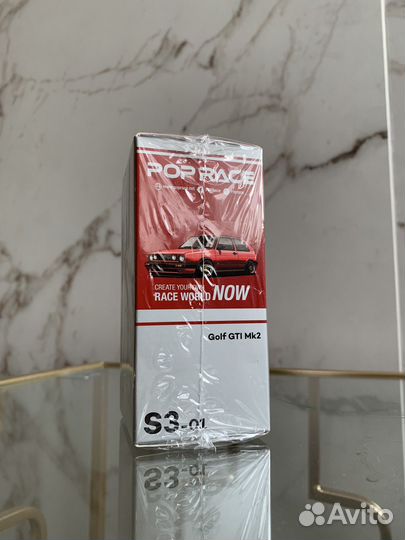 POP RACE
CREATE YOUR OWN
RACE WORLD NOW
Golf GTI Mk2
S3-01
Avito